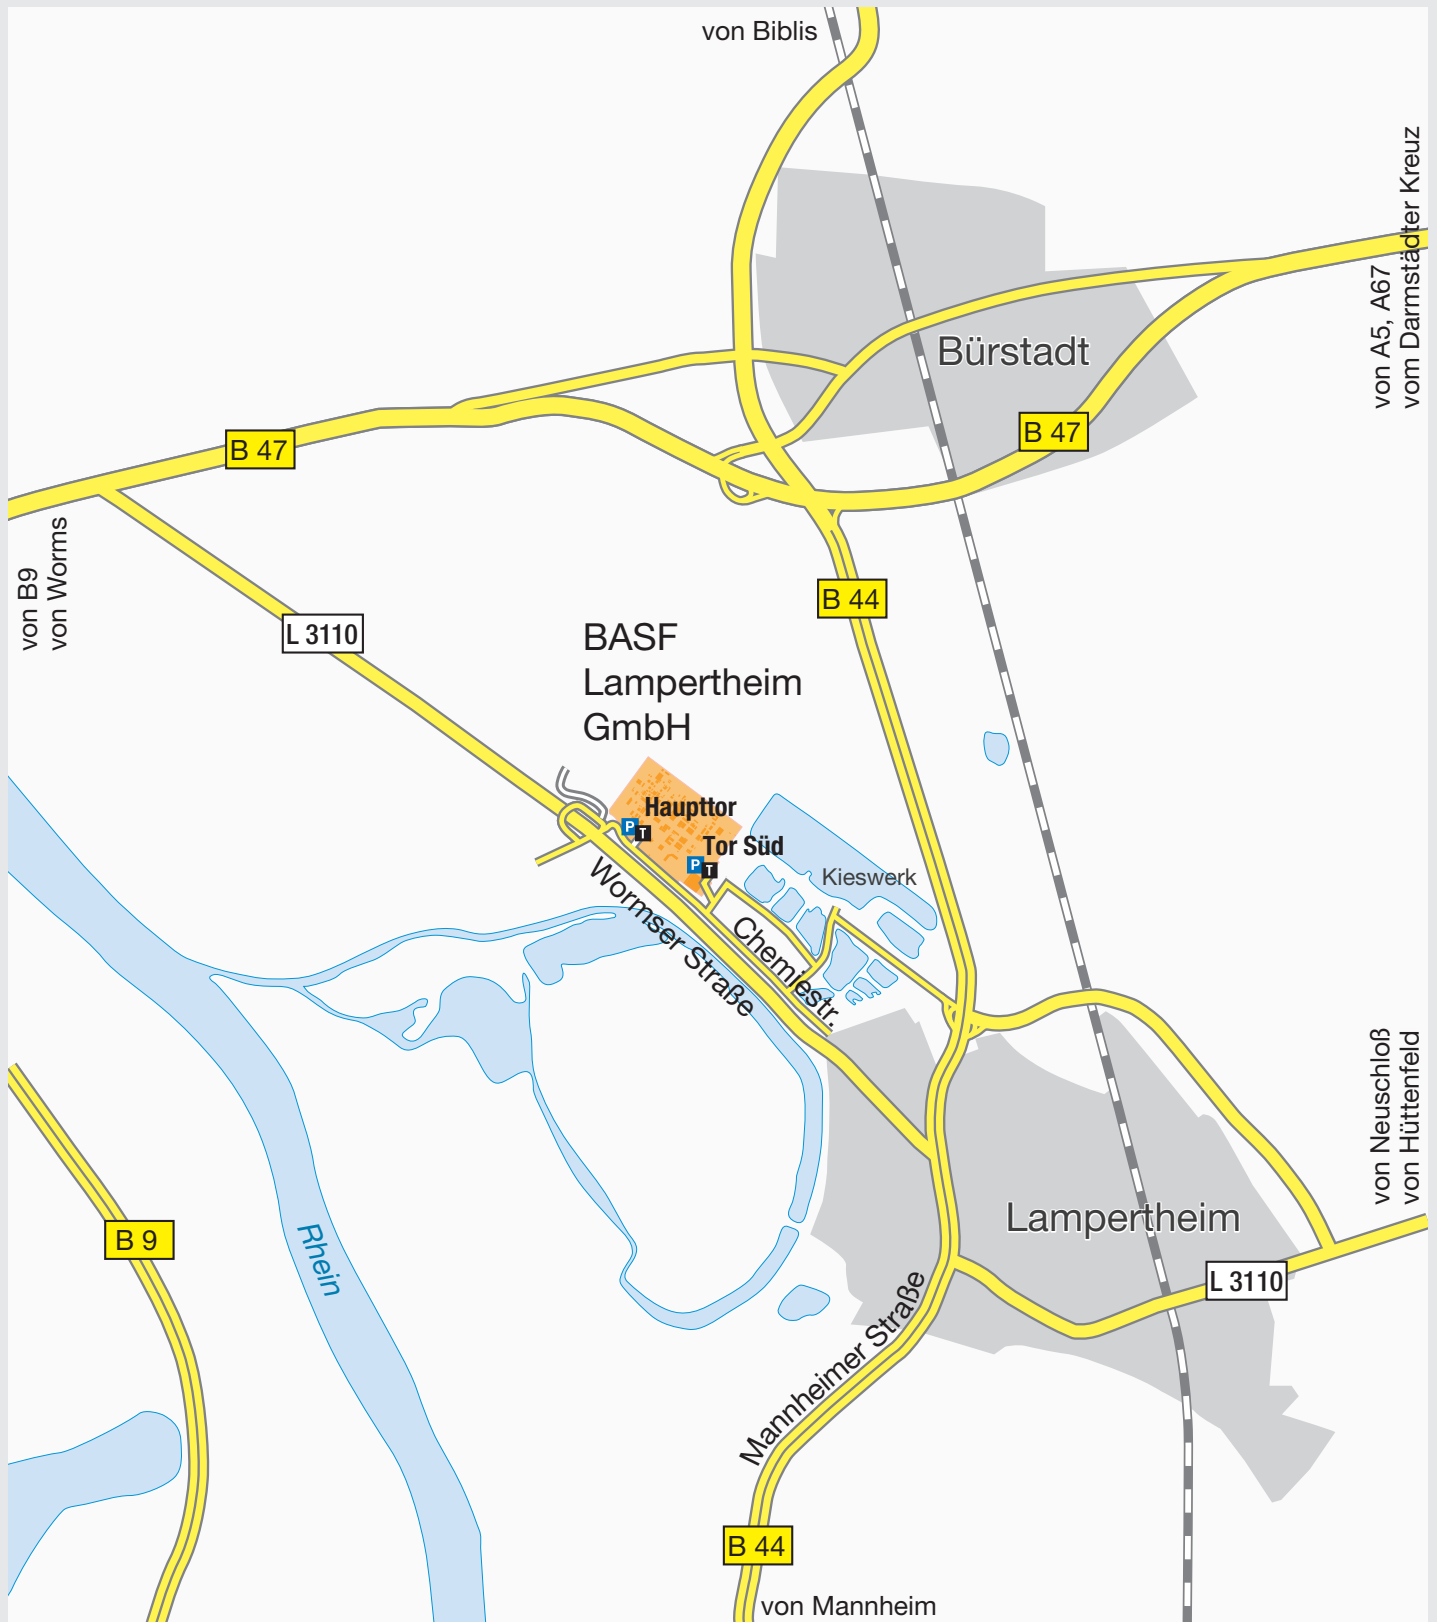 von Biblis
von A5, A67
vom Darmstädter Kreuz
Bürstadt
B 47
B 47
von B9
von Worms
B 44
L 3110
BASF
Lampertheim
GmbH
Haupttor
P
T
Tor Süd
P
T
Kieswerk
Wormser Straße
Chemiestr.
von Neuschloß
von Hüttenfeld
Lampertheim
B 9
Rhein
L 3110
Mannheimer Straße
B 44
von Mannheim